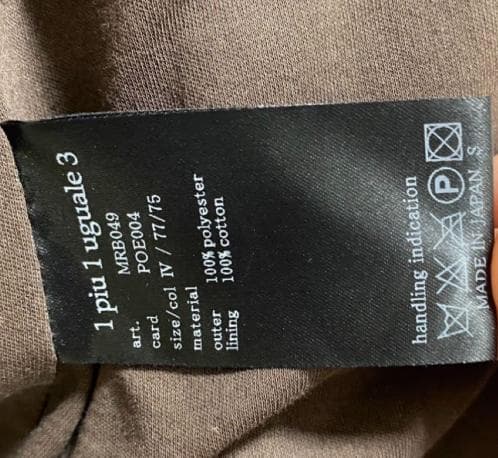 1 piu 1 uguale 3
art. MRB049
card POE004
size/col IV / 77/75
material
outer 100% polyester
lining 100% cotton
handling indication
P
MADE IN JAPAN S